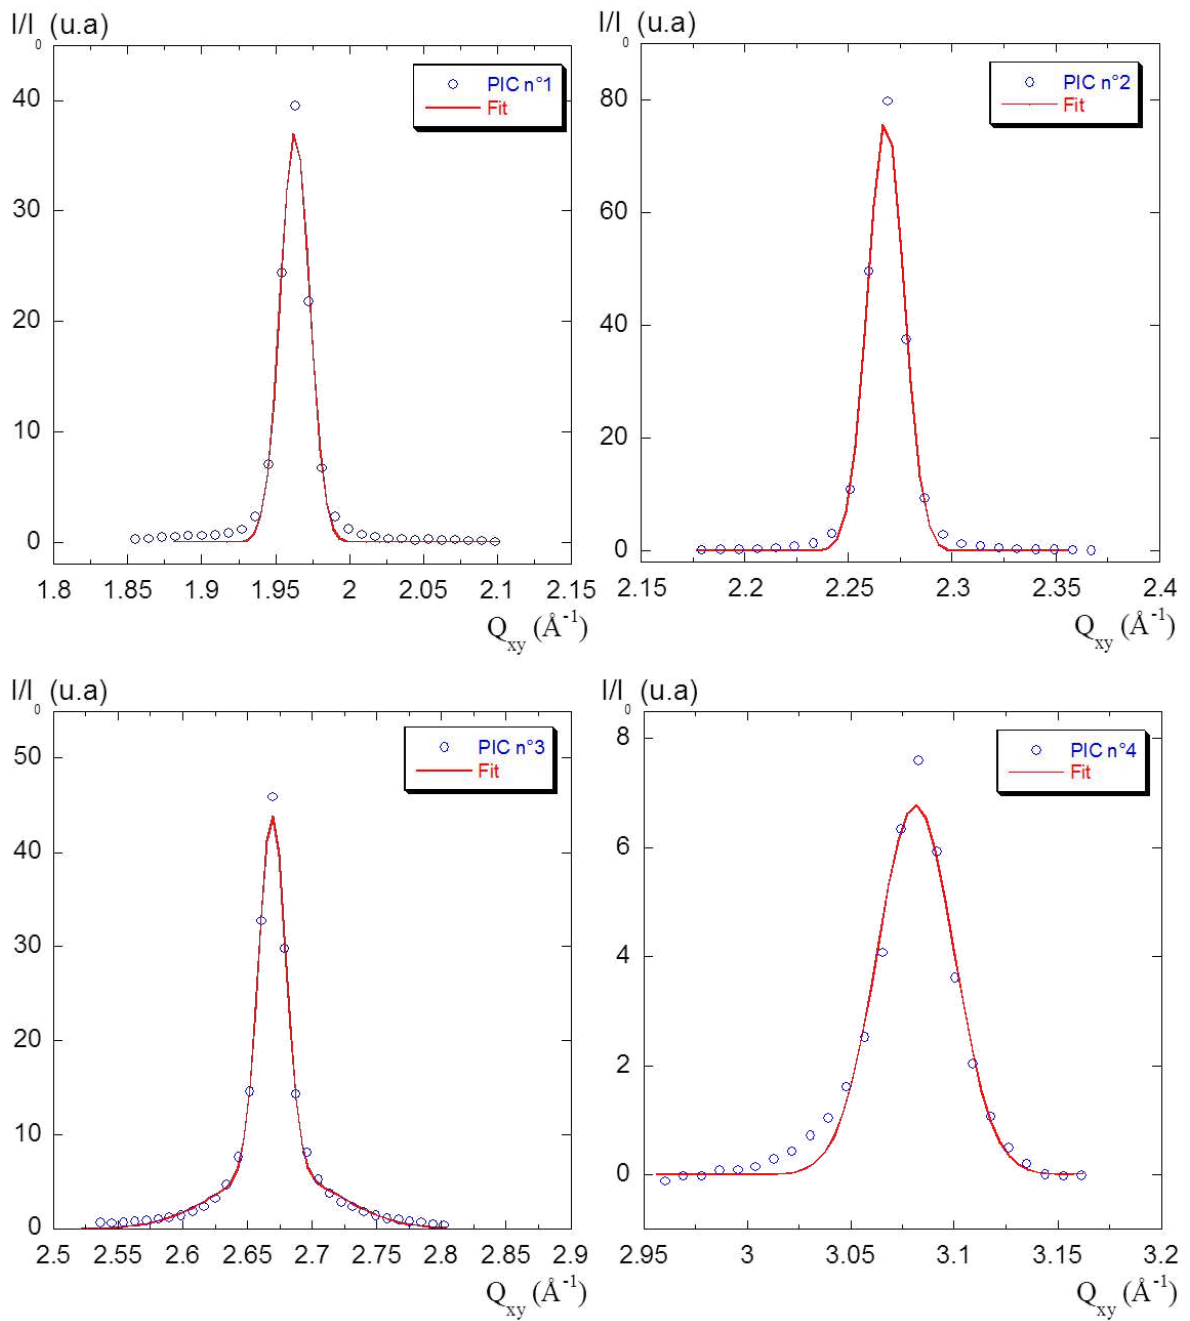 I/I0 (u.a)
PIC n°1
Fit
40
30
20
10
0
1.8 1.85 1.9 1.95 2 2.05 2.1 2.15
Qxy (Å-1)
I/I0 (u.a)
PIC n°2
Fit
80
60
40
20
0
2.15 2.2 2.25 2.3 2.35 2.4
Qxy (Å-1)
I/I0 (u.a)
PIC n°3
Fit
50
40
30
20
10
0
2.5 2.55 2.6 2.65 2.7 2.75 2.8 2.85 2.9
Qxy (Å-1)
I/I0 (u.a)
PIC n°4
Fit
8
6
4
2
0
2.95 3 3.05 3.1 3.15 3.2
Qxy (Å-1)